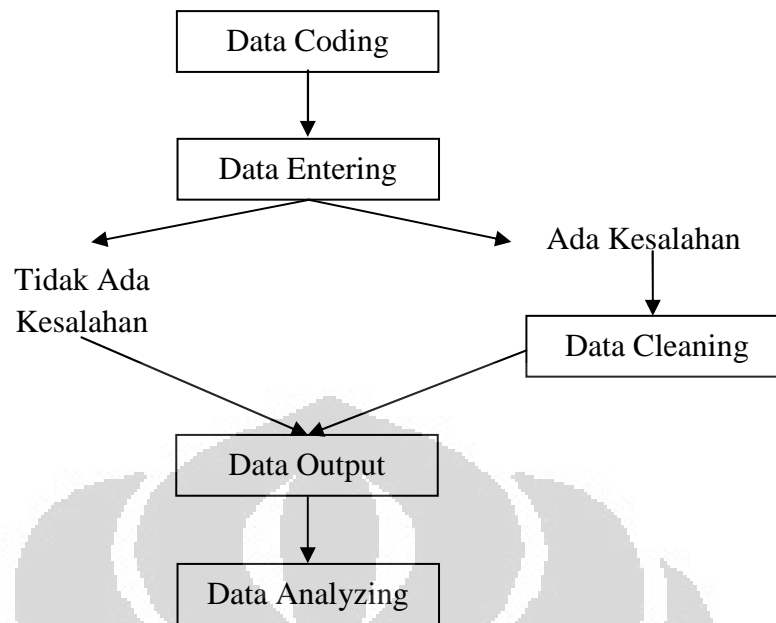 Data Coding
Data Entering
Ada Kesalahan
Tidak Ada
Kesalahan
Data Cleaning
Data Output
Data Analyzing